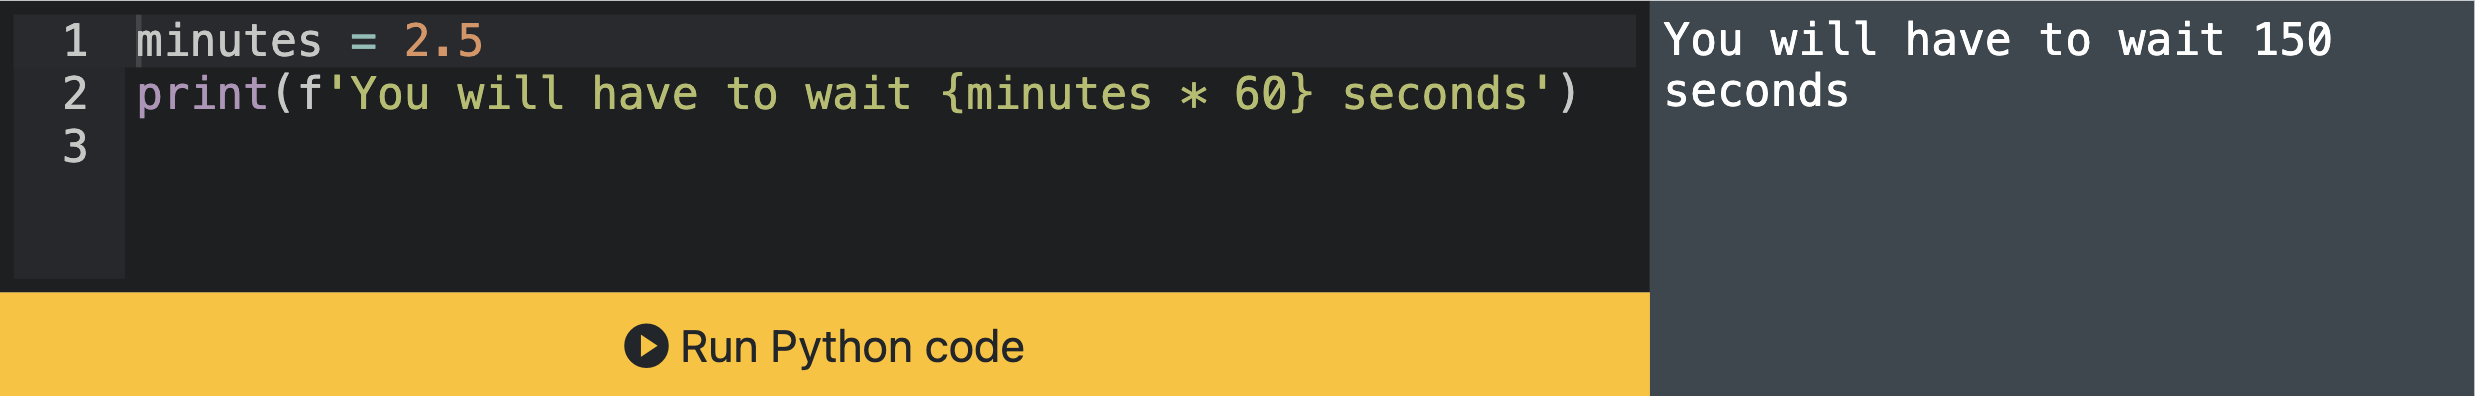 1 minutes = 2.5
2 print(f'You will have to wait {minutes * 60} seconds')
3
Run Python code
You will have to wait 150
seconds